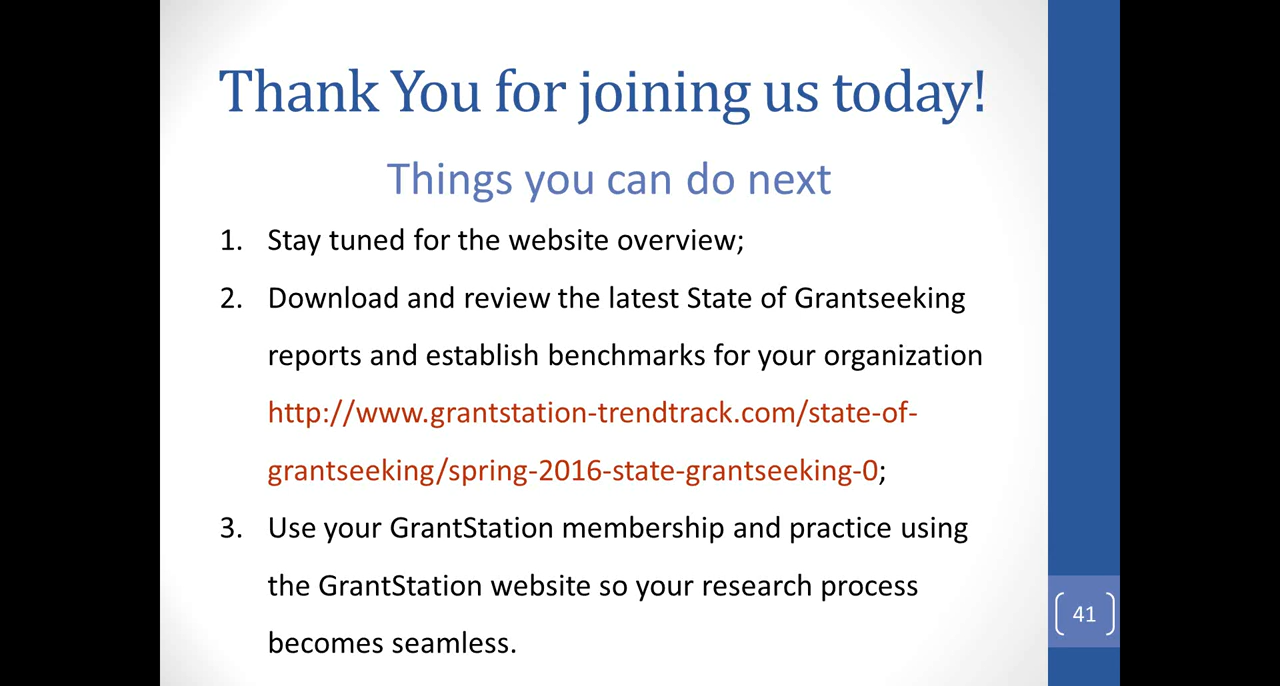 Thank You for joining us today!
Things you can do next
1. Stay tuned for the website overview;
2. Download and review the latest State of Grantseeking
reports and establish benchmarks for your organization
http://www.grantstation-trendtrack.com/state-of-
grantseeking/spring-2016-state-grantseeking-0;
3. Use your GrantStation membership and practice using
the GrantStation website so your research process
becomes seamless.
41